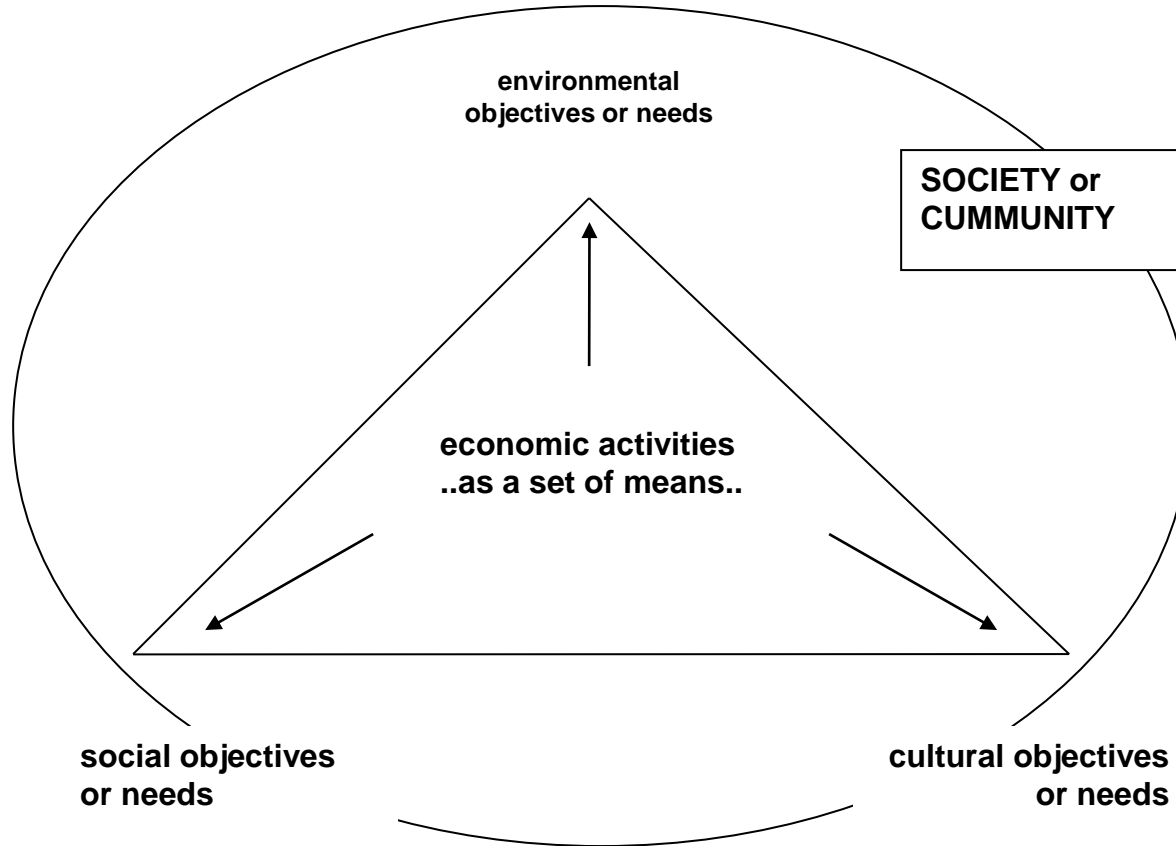 environmental
objectives or needs
SOCIETY or
CUMMUNITY
economic activities
..as a set of means..
social objectives
or needs
cultural objectives
or needs